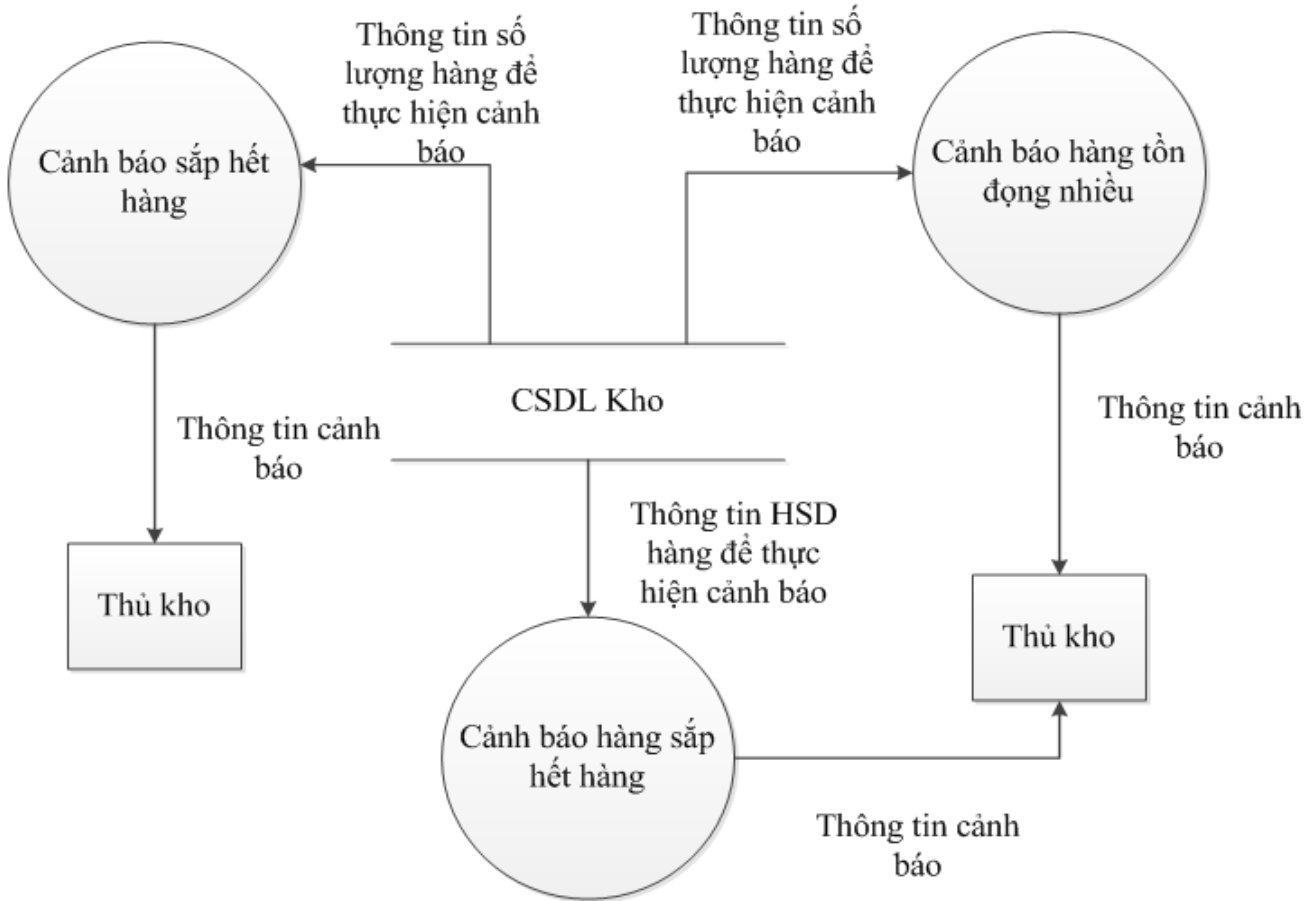 Thông tin số
lượng hàng để
thực hiện cảnh
báo
Thông tin số
lượng hàng để
thực hiện cảnh
báo
Cảnh báo sắp hết
hàng
Cảnh báo hàng tồn
đọng nhiều
CSDL Kho
Thông tin cảnh
báo
Thông tin cảnh
báo
Thông tin HSD
hàng để thực
hiện cảnh báo
Thủ kho
Thủ kho
Cảnh báo hàng sắp
hết hàng
Thông tin cảnh
báo